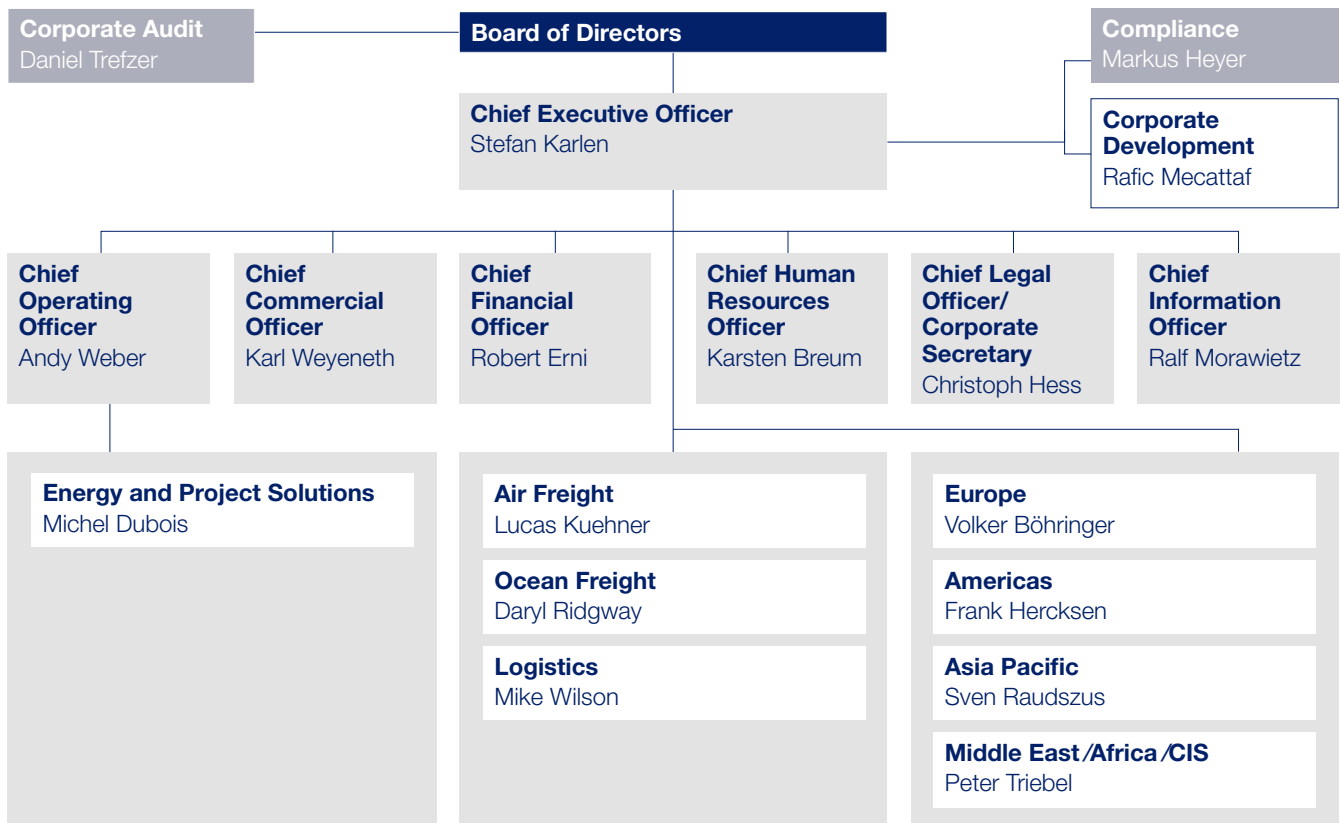 Corporate Audit
Daniel Trefzer
Board of Directors
Compliance
Markus Heyer
Chief Executive Officer
Stefan Karlen
Corporate
Development
Rafic Mecattaf
Chief
Operating
Officer
Andy Weber
Chief
Commercial
Officer
Karl Weyeneth
Chief
Financial
Officer
Robert Erni
Chief Human
Resources
Officer
Karsten Breum
Chief Legal
Officer/
Corporate
Secretary
Christoph Hess
Chief
Information
Officer
Ralf Morawietz
Energy and Project Solutions
Michel Dubois
Air Freight
Lucas Kuehner
Ocean Freight
Daryl Ridgway
Logistics
Mike Wilson
Europe
Volker Böhringer
Americas
Frank Hercksen
Asia Pacific
Sven Raudszus
Middle East/Africa/CIS
Peter Triebel